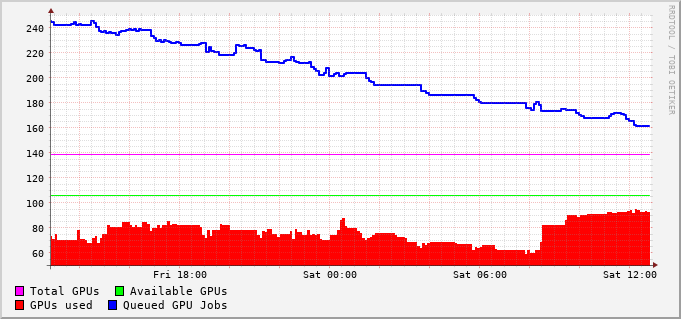 240
220
200
180
160
140
120
100
80
60
Fri 18:00 Sat 00:00 Sat 06:00 Sat 12:00
Total GPUs Available GPUs
GPUs used Queued GPU Jobs
RRDTOOL / TOBI OETIKER